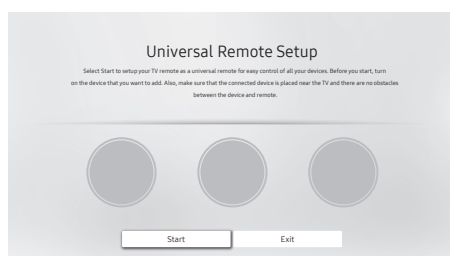 Universal Remote Setup
Select Start to setup your TV remote as a universal remote for easy control of all your devices. Before you start, turn
on the device that you want to add. Also, make sure that the connected device is placed near the TV and there are no obstacles
between the device and remote.
Start
Exit